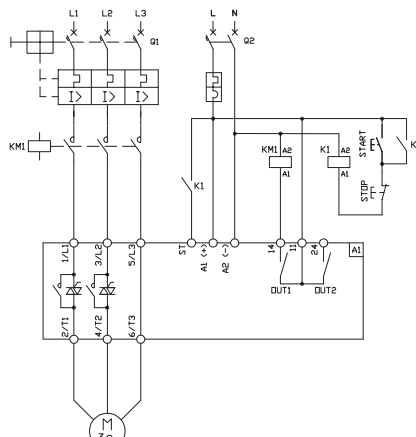 L1 L2 L3 L N
Q1 Q2
I> I> I>
KM1
K1
KM1 A2 A1
K1 A2 A1
START
STOP
K
1/L1 3/L2 5/L3 ST A1 (+) A2 (-) 14 11 24 A1
OUT1 OUT2
2/T1 4/T2 6/T3
M